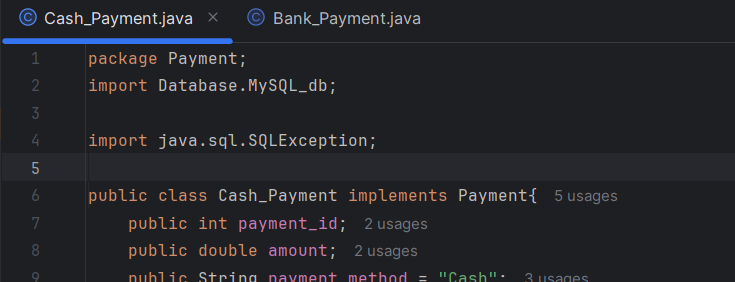 Cash_Payment.java
Bank_Payment.java
1 package Payment;
2 import Database.MySQL_db;
3
4 import java.sql.SQLException;
5
6 public class Cash_Payment implements Payment{ 5 usages
7 public int payment_id; 2 usages
8 public double amount; 2 usages
9 public String payment_method = "Cash"; 3 usages